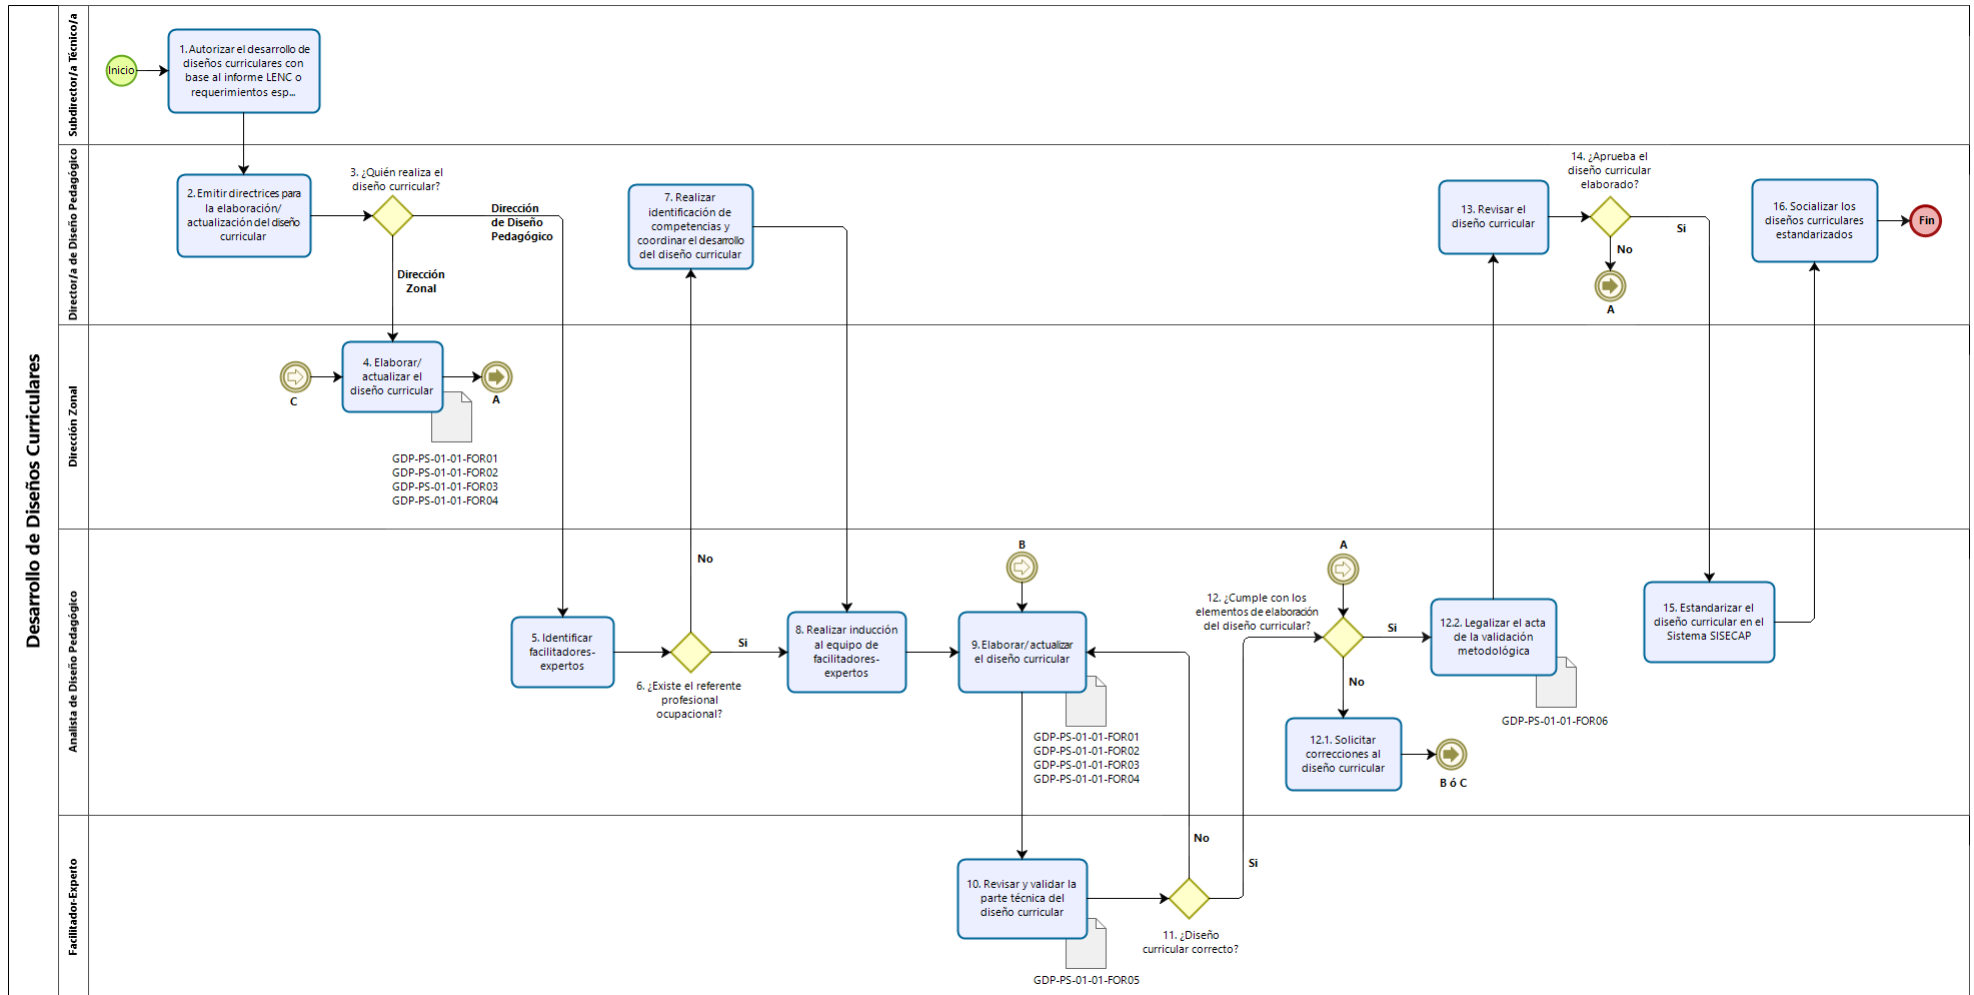 Desarrollo de Diseños Curriculares
Subdirector/a Técnico/a
Inicio
1. Autorizar el desarrollo de
diseños curriculares con
base al informe LENC o
requerimientos esp...
Director/a de Diseño Pedagógico
2. Emitir directrices para
la elaboración/
actualización del diseño
curricular
3. ¿Quién realiza el
diseño curricular?
Dirección
de Diseño
Pedagógico
Dirección
Zonal
7. Realizar
identificación de
competencias y
coordinar el desarrollo
del diseño curricular
13. Revisar el
diseño curricular
14. ¿Aprueba el
diseño curricular
elaborado?
Si
No
A
16. Socializar los
diseños curriculares
estandarizados
Fin
Dirección Zonal
C
4. Elaborar/
actualizar el
diseño curricular
A
GDP-PS-01-01-FOR01
GDP-PS-01-01-FOR02
GDP-PS-01-01-FOR03
GDP-PS-01-01-FOR04
Analista de Diseño Pedagógico
5. Identificar
facilitadores-
expertos
No
Si
6. ¿Existe el referente
profesional
ocupacional?
8. Realizar inducción
al equipo de
facilitadores-
expertos
B
9. Elaborar/actualizar
el diseño curricular
GDP-PS-01-01-FOR01
GDP-PS-01-01-FOR02
GDP-PS-01-01-FOR03
GDP-PS-01-01-FOR04
A
12. ¿Cumple con los
elementos de elaboración
del diseño curricular?
Si
No
12.1. Solicitar
correcciones al
diseño curricular
B ó C
12.2. Legalizar el acta
de la validación
metodológica
GDP-PS-01-01-FOR06
15. Estandarizar el
diseño curricular en el
Sistema SISECAP
Facilitador-Experto
10. Revisar y validar la
parte técnica del
diseño curricular
GDP-PS-01-01-FOR05
No
Si
11. ¿Diseño
curricular correcto?